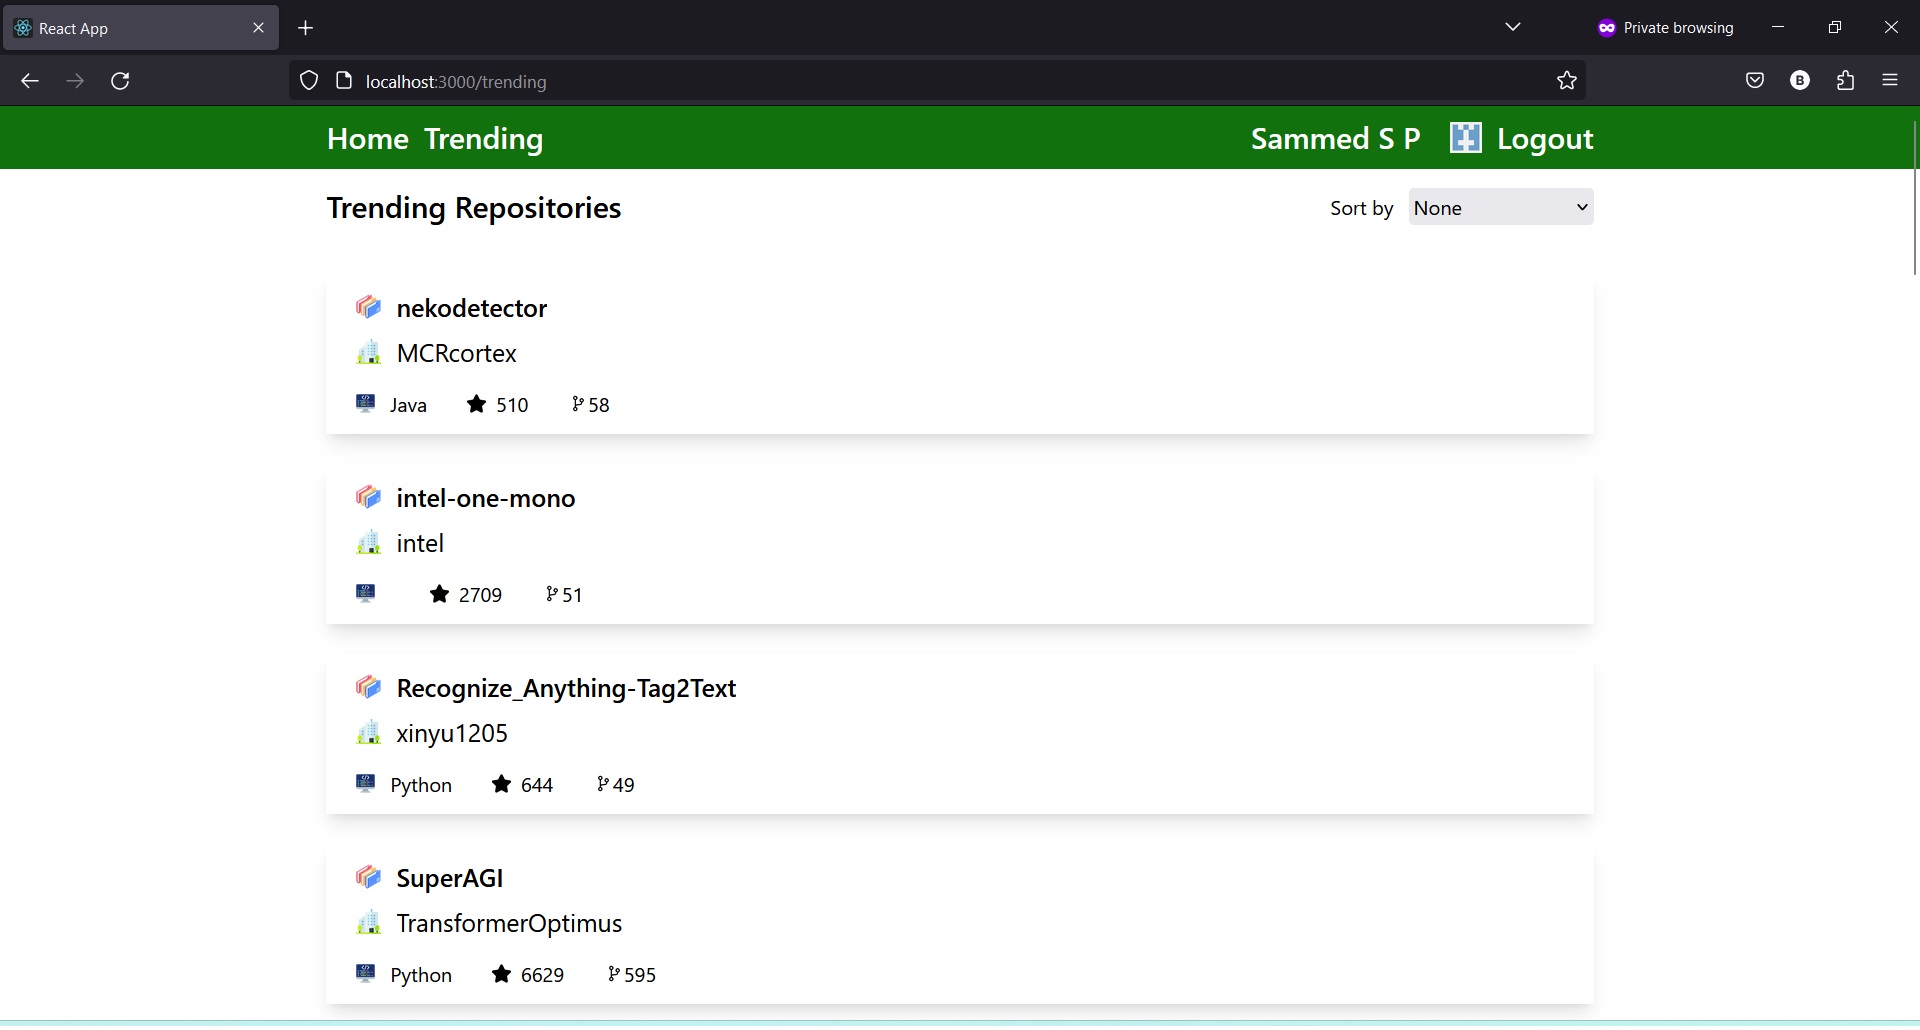 React App
Private browsing
localhost:3000/trending
B
Home Trending Sammed S P Logout
Trending Repositories Sort by None
nekodetector
MCRcortex
Java 510 58
intel-one-mono
intel
2709 51
Recognize_Anything-Tag2Text
xinyu1205
Python 644 49
SuperAGI
TransformerOptimus
Python 6629 595